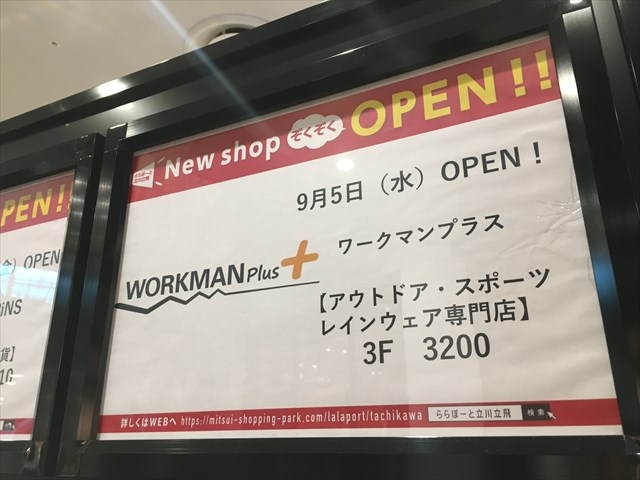 New shop ぞくぞく OPEN!!
9月5日（水）OPEN！
WORKMAN Plus+
ワークマンプラス
【アウトドア・スポーツ
レインウェア専門店】
3F 3200
詳しくはWEBへ https://mitsui-shopping-park.com/lalaport/tachikawa ららぽーと立川立飛 検索
PEN!!
OPEN
iNS